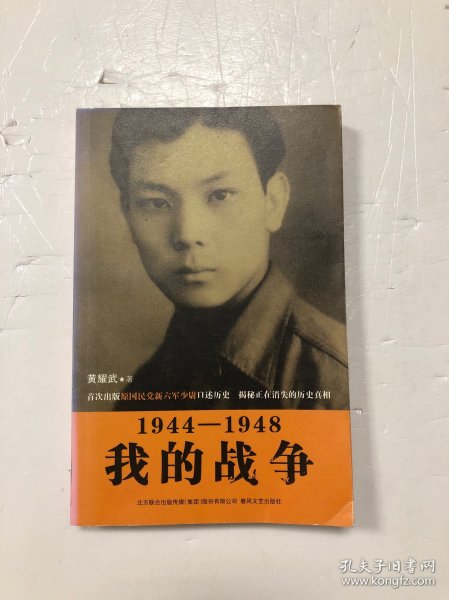 黄耀武★著
首次出版原国民党新六军少尉口述历史 揭秘正在消失的历史真相
1944—1948
我的战争
北方联合出版传媒(集团)股份有限公司 春风文艺出版社
孔夫子旧书网
www.kongfz.com